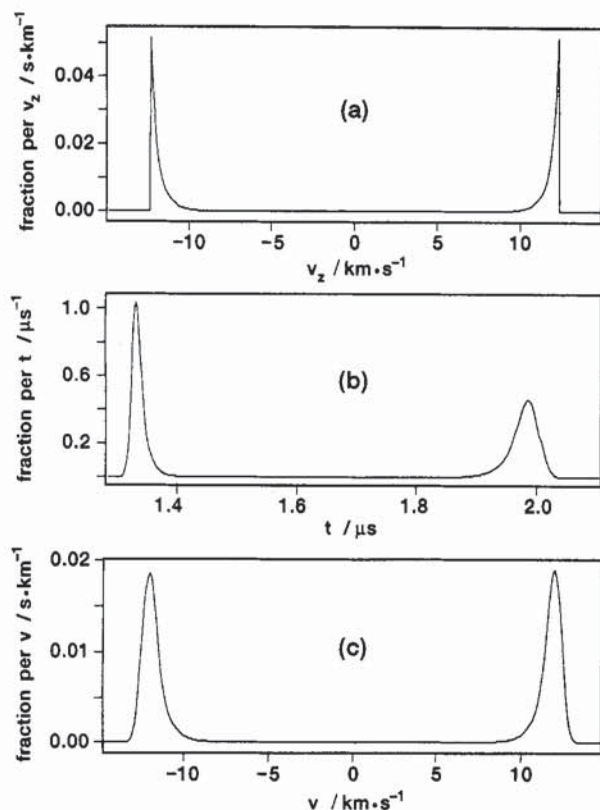 fraction per v_z / s•km⁻¹
0.04
0.02
0.00
(a)
−10 −5 0 5 10
v_z / km•s⁻¹
fraction per t / µs⁻¹
1.0
0.6
0.2
(b)
1.4 1.6 1.8 2.0
t / µs
fraction per v / s•km⁻¹
0.02
0.01
0.00
(c)
−10 −5 0 5 10
v / km•s⁻¹